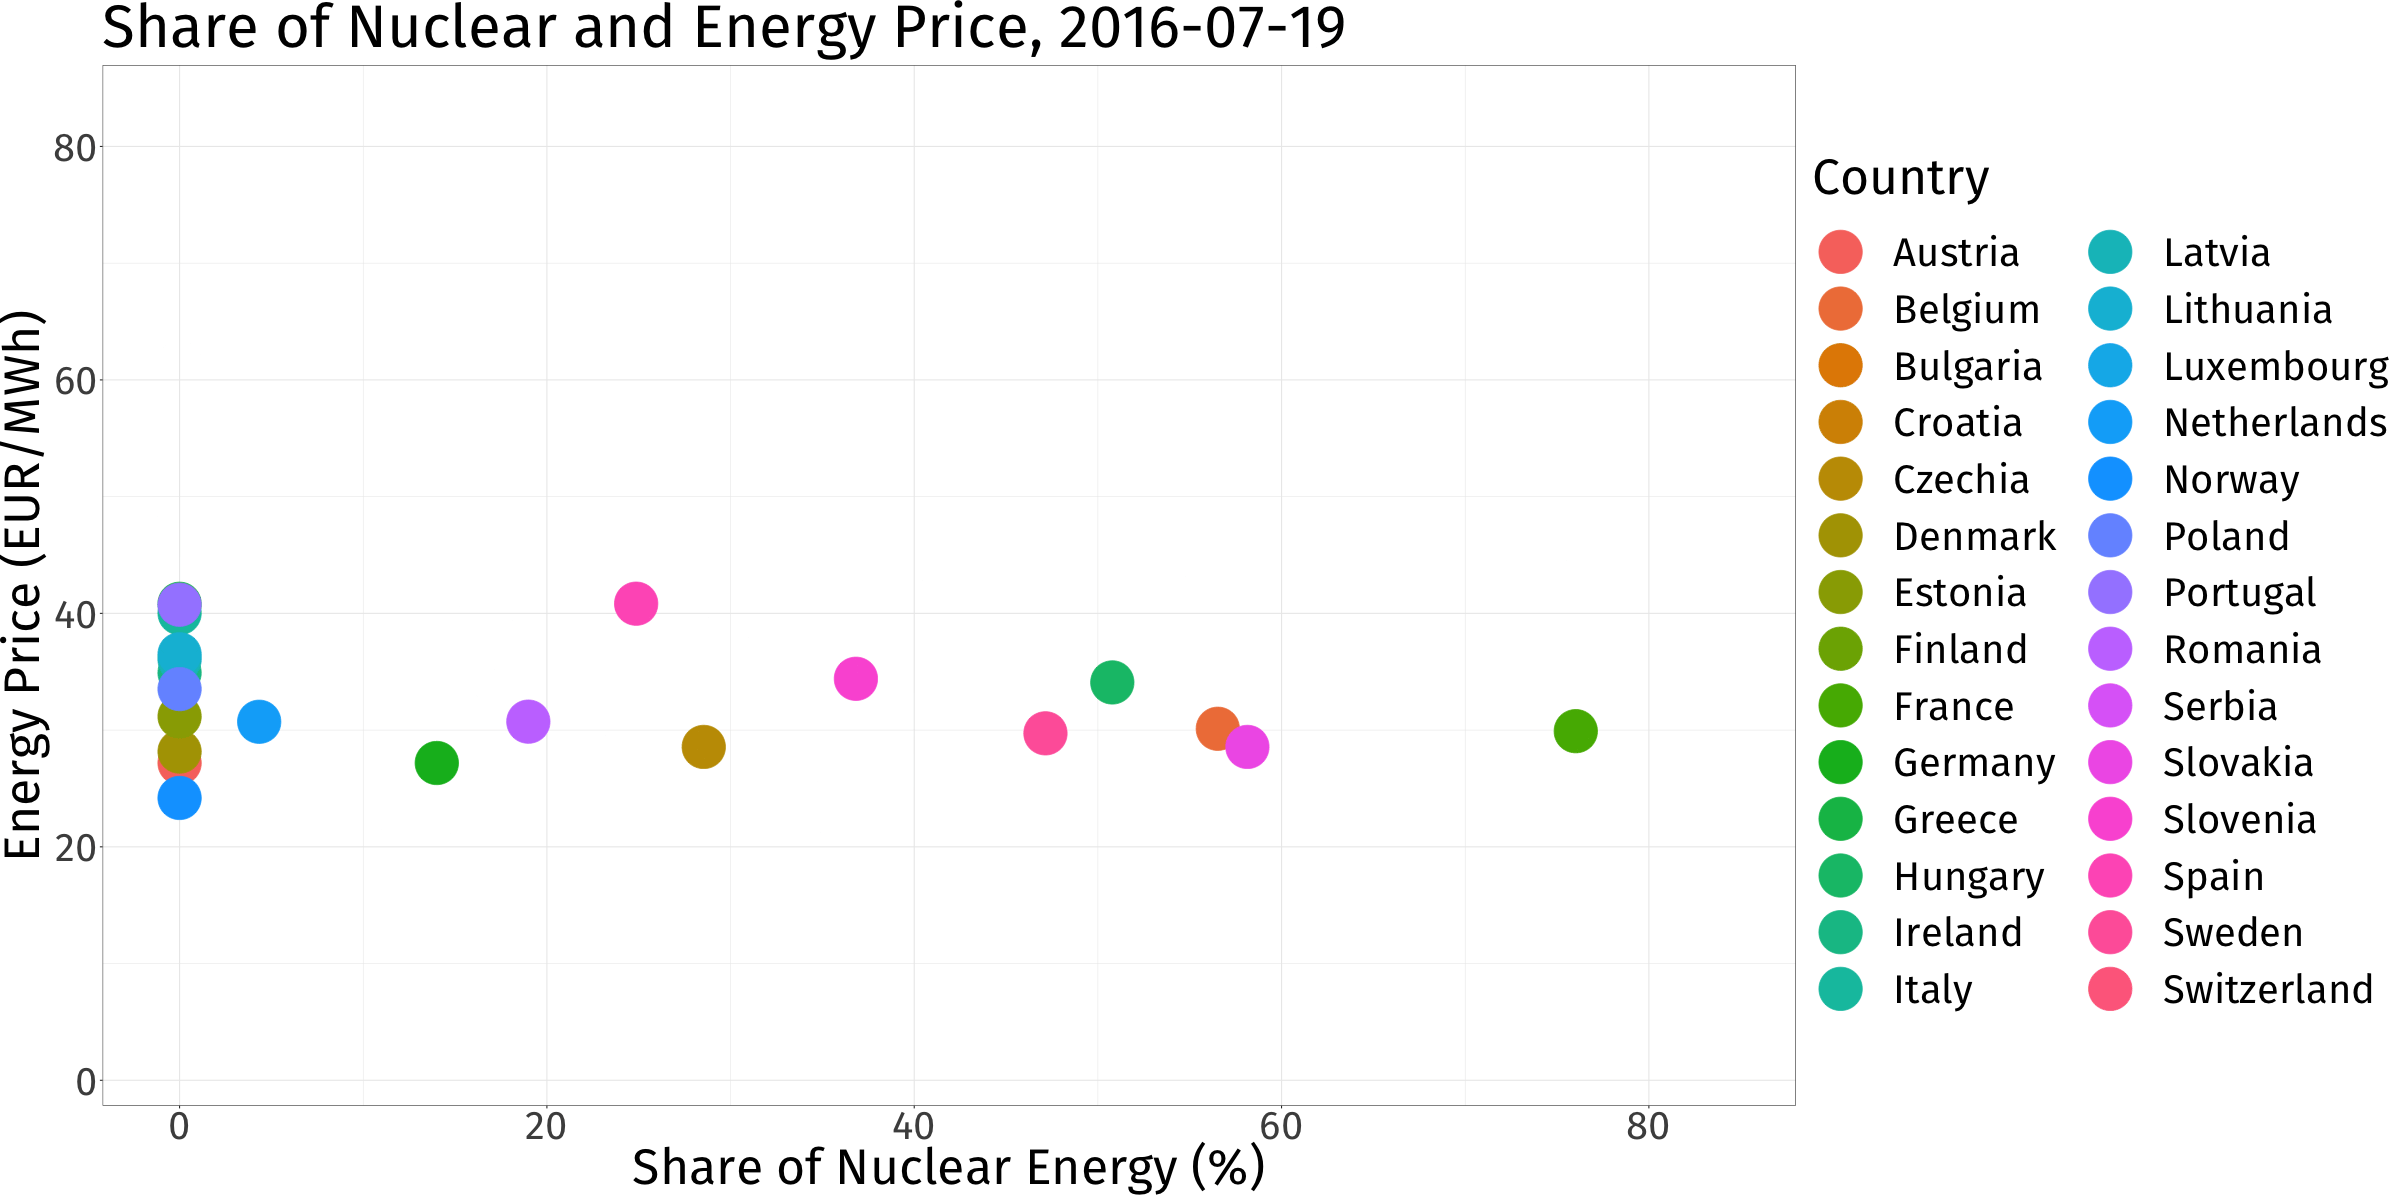 Share of Nuclear and Energy Price, 2016-07-19
Energy Price (EUR/MWh)
80
60
40
20
0
0 20 40 60 80
Share of Nuclear Energy (%)
Country
Austria
Belgium
Bulgaria
Croatia
Czechia
Denmark
Estonia
Finland
France
Germany
Greece
Hungary
Ireland
Italy
Latvia
Lithuania
Luxembourg
Netherlands
Norway
Poland
Portugal
Romania
Serbia
Slovakia
Slovenia
Spain
Sweden
Switzerland